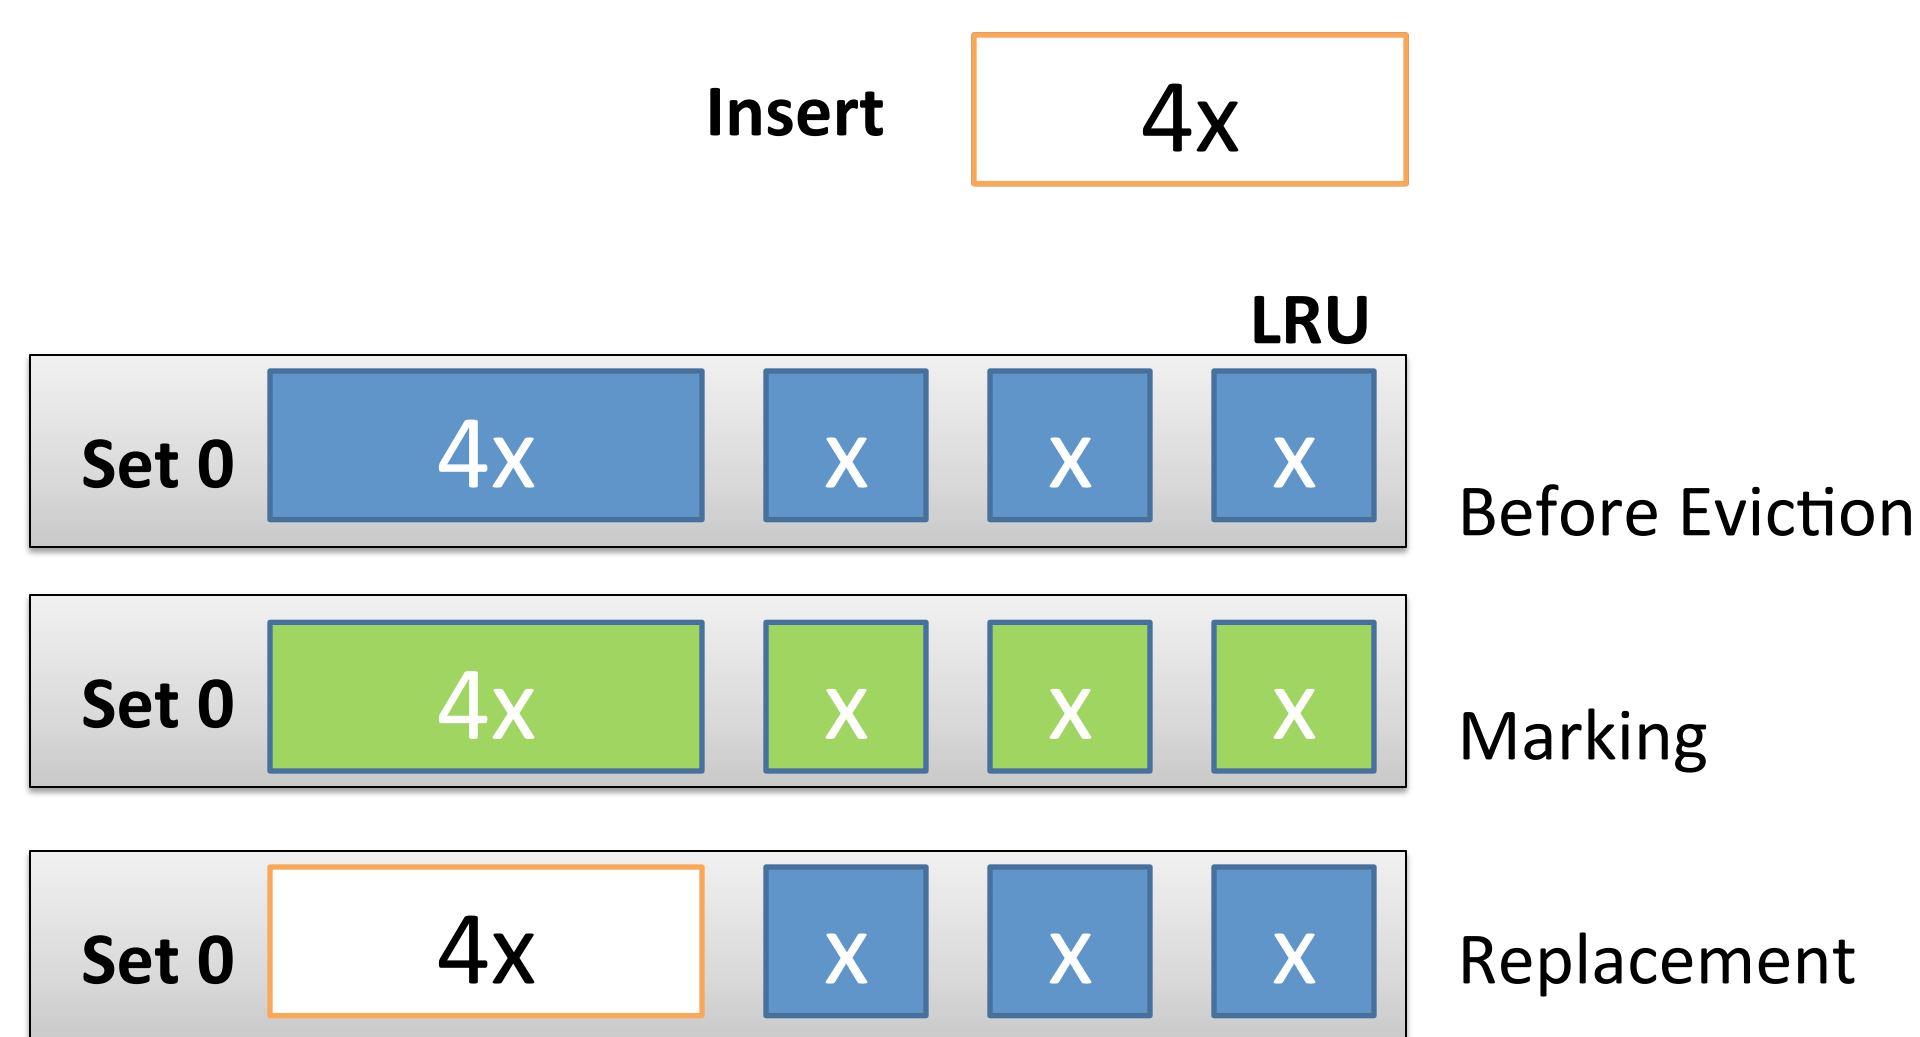 Insert 4x
LRU
Set 0 4x x x x
Before Eviction
Set 0 4x x x x
Marking
Set 0 4x x x x
Replacement